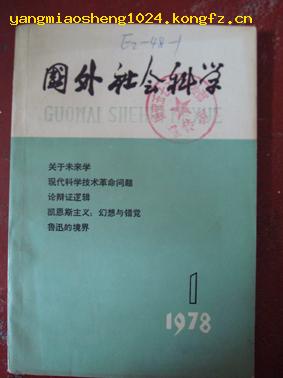 yangmiaosheng1024.kongfz.cn
E2-48-1
國外社会科学
GUOWAI SHEHUI KEXUE
关于未来学
现代科学技术革命问题
论辩证逻辑
凯恩斯主义：幻想与错觉
鲁迅的境界
1
1978